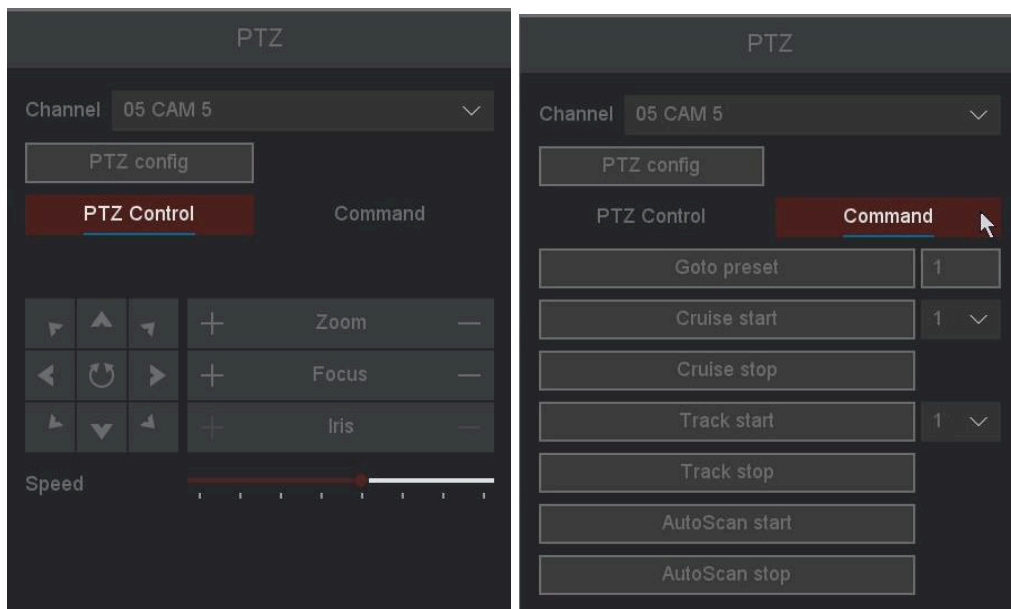 PTZ
Channel 05 CAM 5
PTZ config
PTZ Control Command
Zoom
Focus
Iris
Speed
PTZ
Channel 05 CAM 5
PTZ config
PTZ Control Command
Goto preset 1
Cruise start 1
Cruise stop
Track start 1
Track stop
AutoScan start
AutoScan stop